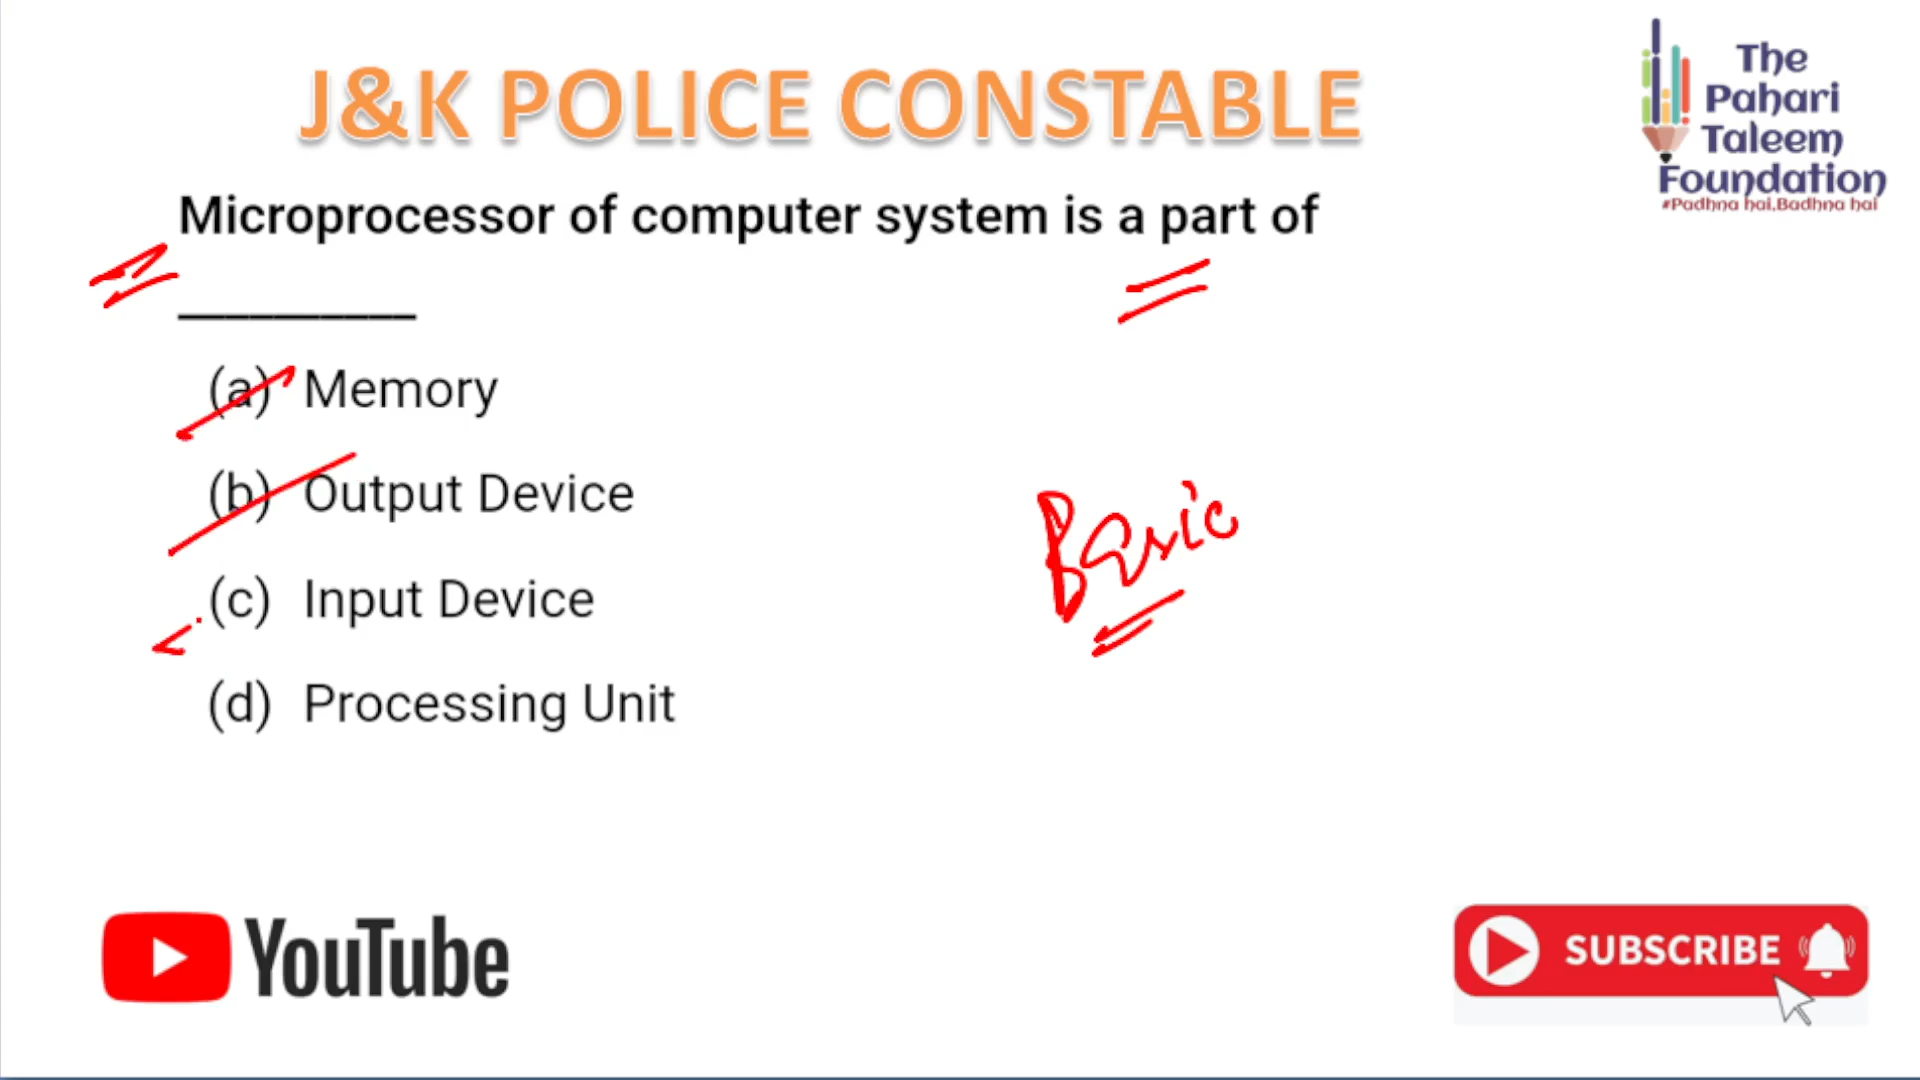 J&K POLICE CONSTABLE
The
Pahari
Taleem
Foundation
#Padhna hai,Badhna hai
Microprocessor of computer system is a part of
__________
(a) Memory
(b) Output Device
(c) Input Device
(d) Processing Unit
Basic
YouTube
SUBSCRIBE